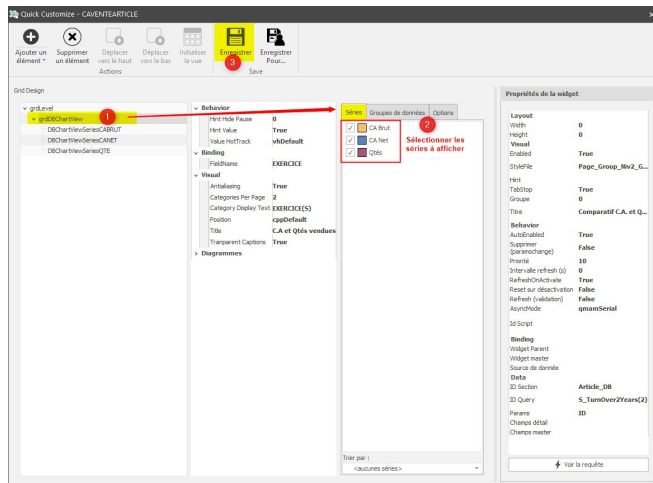 Quick Customize - CAVENTEARTICLE
Ajouter un élément
Supprimer un élément
Déplacer vers le haut
Déplacer vers le bas
Initialiser la vue
Enregistrer
Enregistrer Pour...
3
Actions
Save
Grid Design
grdLevel
grdDBChartView
1
DBChartViewSeriesCABRUT
DBChartViewSeriesCANET
DBChartViewSeriesQTE
Behavior
Hint Hide Pause 0
Hint Value True
Value HotTrack vhDefault
Binding
FieldName EXERCICE
Visual
Antialiasing True
Categories Per Page 2
Category Display Text EXERCICE(S)
Position cppDefault
Title C.A et Qtés vendues
Tranparent Captions True
Diagrammes
Séries Groupes de données Options
CA Brut
CA Net
Qtés
2
Sélectionner les
séries à afficher
Trier par :
<aucunes séries>
Propriétés de la widget
Layout
Width 0
Height 0
Visual
Enabled True
StyleFile Page_Group_Niv2_G...
Hint
TabStop True
Groupe 0
Titre Comparatif C.A. et Q...
Behavior
AutoEnabled True
Supprimer (paramschange) False
Priorité 10
Intervalle refresh (s) 0
RefreshOnActivate True
Reset sur désactivation False
Refresh (validation) False
AsyncMode qmamSerial
Id Script
Binding
Widget Parent
Widget master
Source de donnée
Data
ID Section Article_DB
ID Query S_TurnOver2Years(2)
Params ID
Champs détail
Champs master
Voir la requête